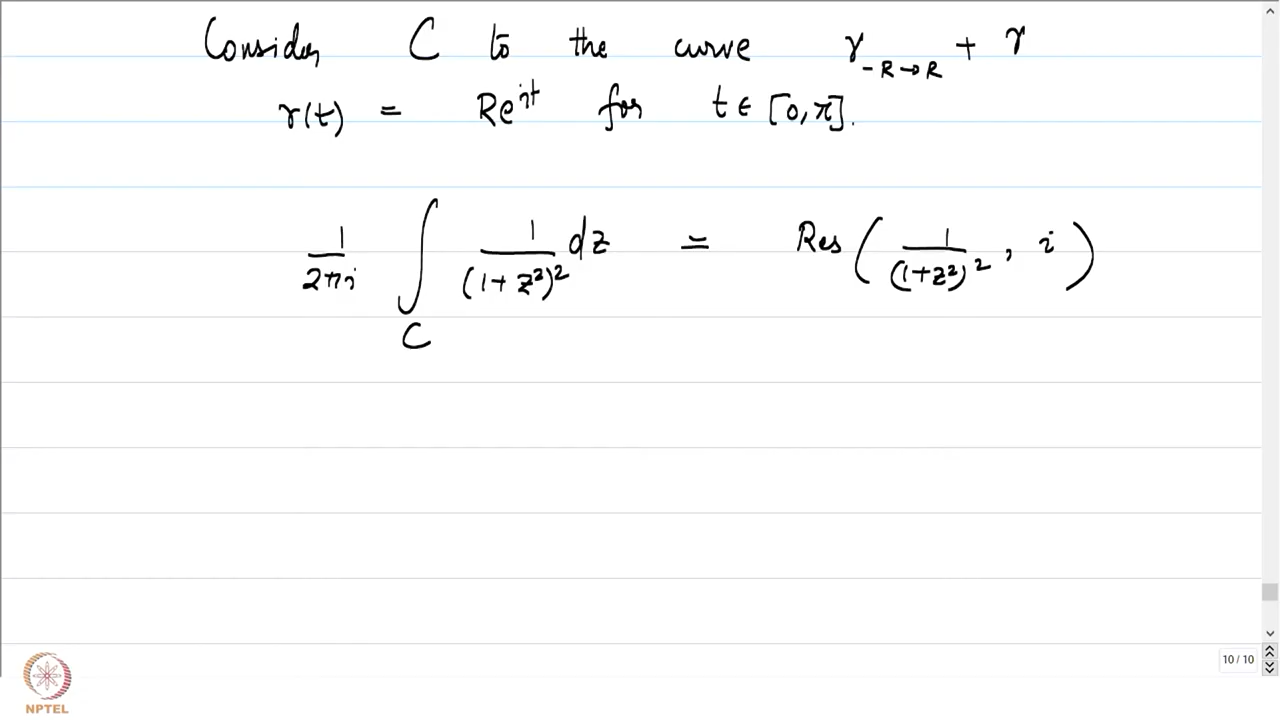 Consider C to the curve γ_{-R→R} + γ
γ(t) = Re^{it} for t ∈ [0, π].
1/2πi ∫_C 1/(1+z²)² dz = Res( 1/(1+z²)² , i )
10 / 10
NPTEL